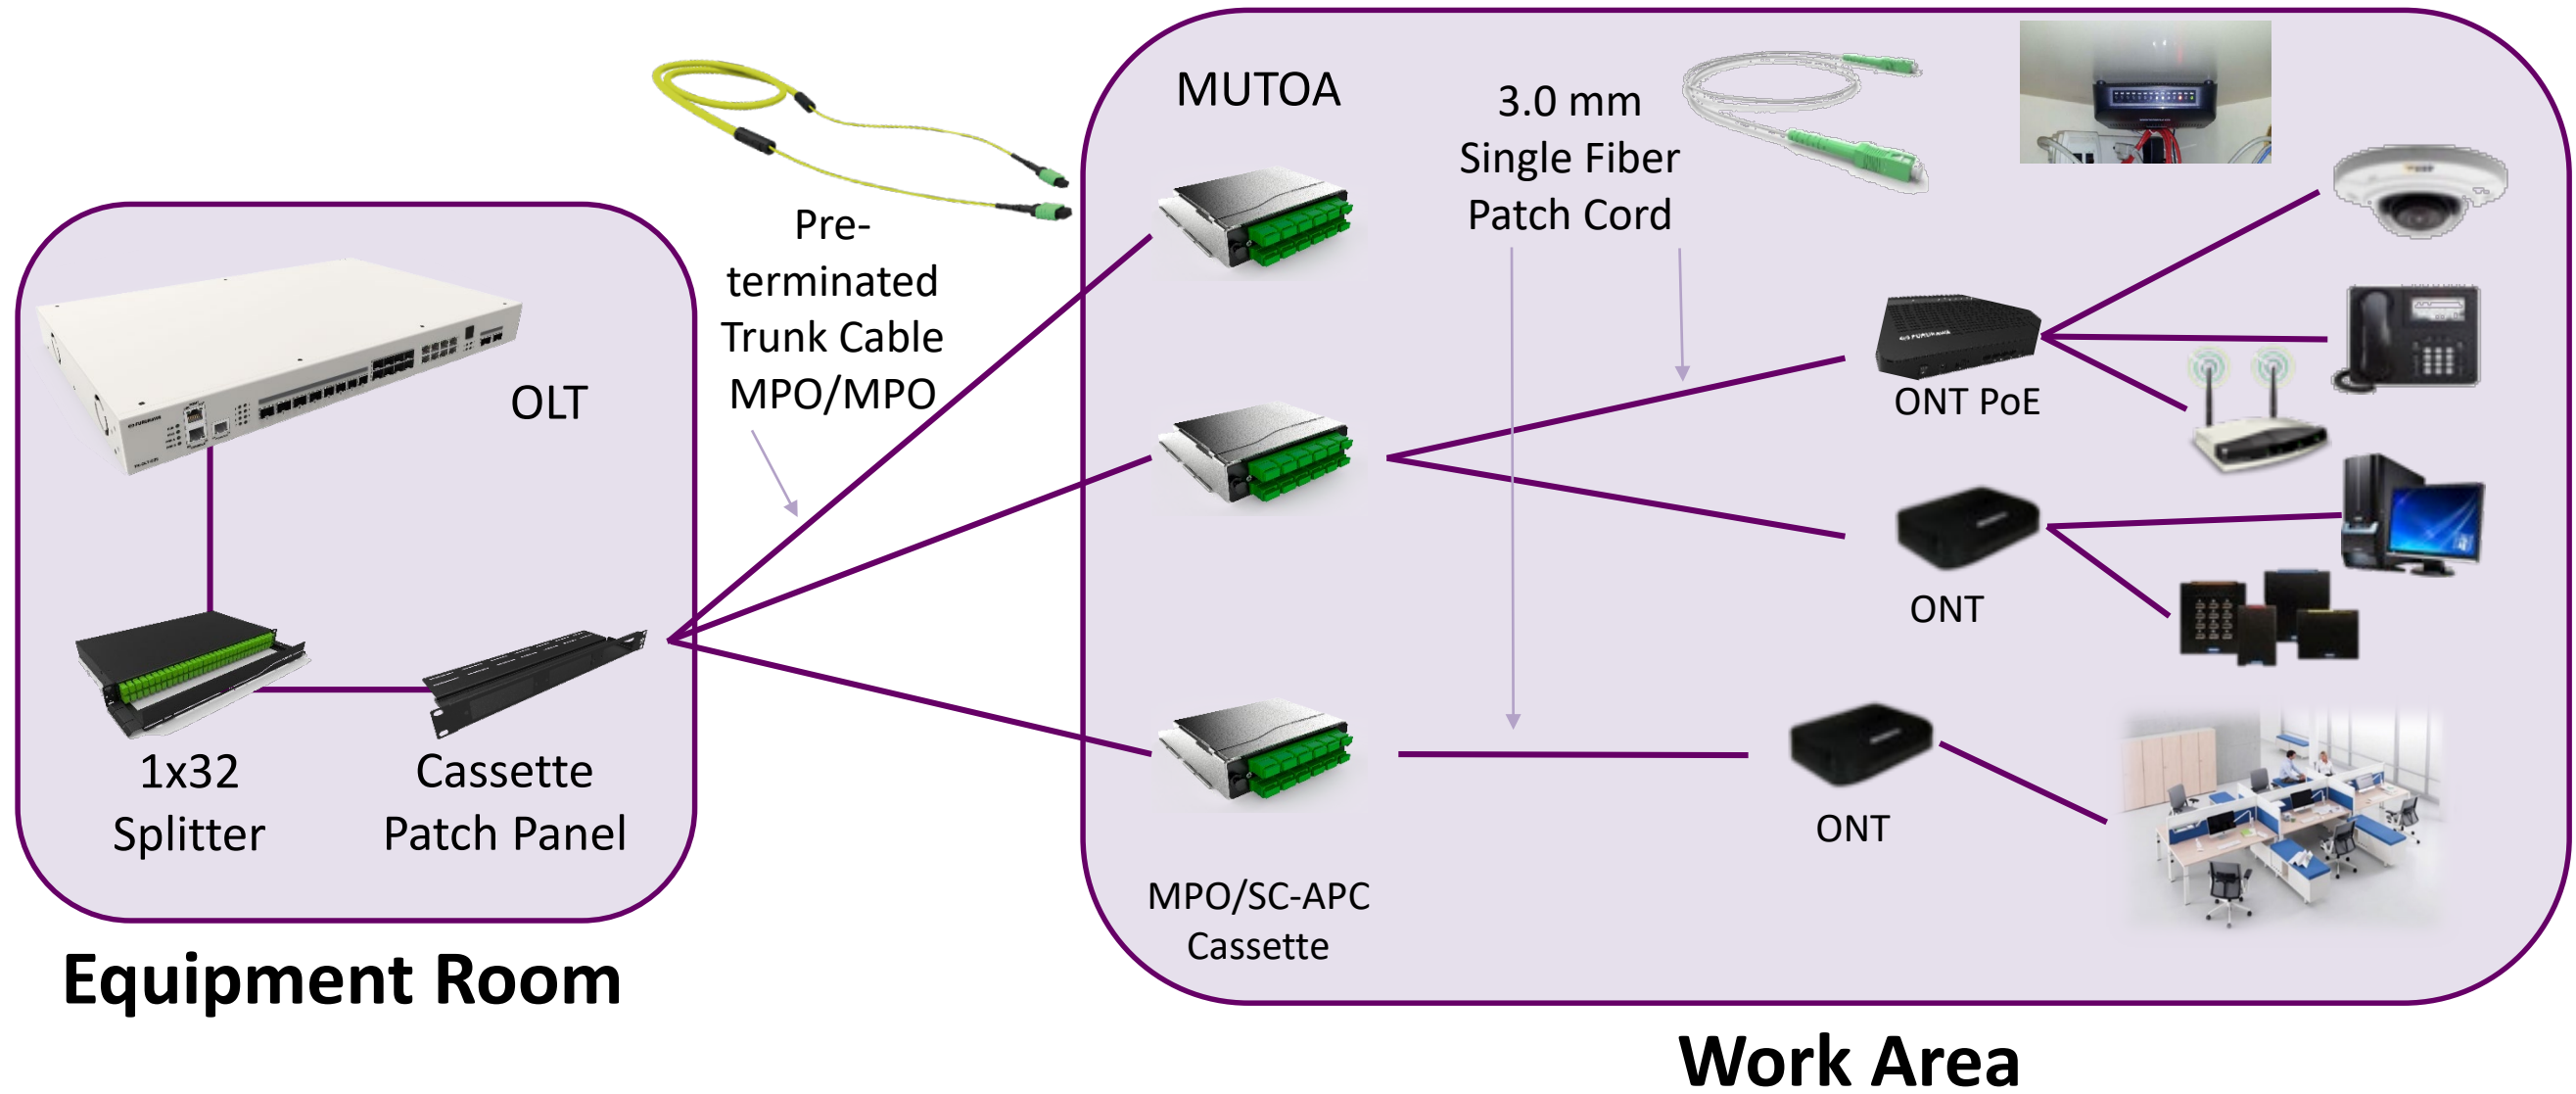 MUTOA
3.0 mm
Single Fiber
Patch Cord
Pre-
terminated
Trunk Cable
MPO/MPO
OLT
ONT PoE
ONT
1x32
Splitter
Cassette
Patch Panel
ONT
MPO/SC-APC
Cassette
Equipment Room
Work Area